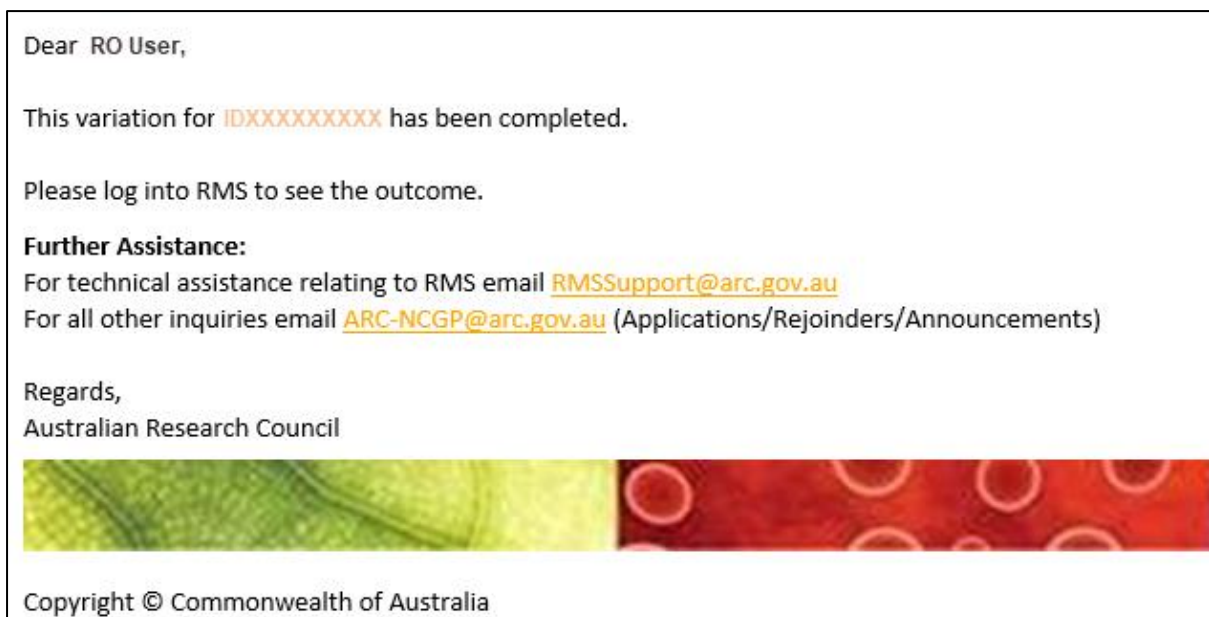 Dear RO User,
This variation for IDXXXXXXXXX has been completed.
Please log into RMS to see the outcome.
Further Assistance:
For technical assistance relating to RMS email RMSSupport@arc.gov.au
For all other inquiries email ARC-NCGP@arc.gov.au (Applications/Rejoinders/Announcements)
Regards,
Australian Research Council
Copyright © Commonwealth of Australia